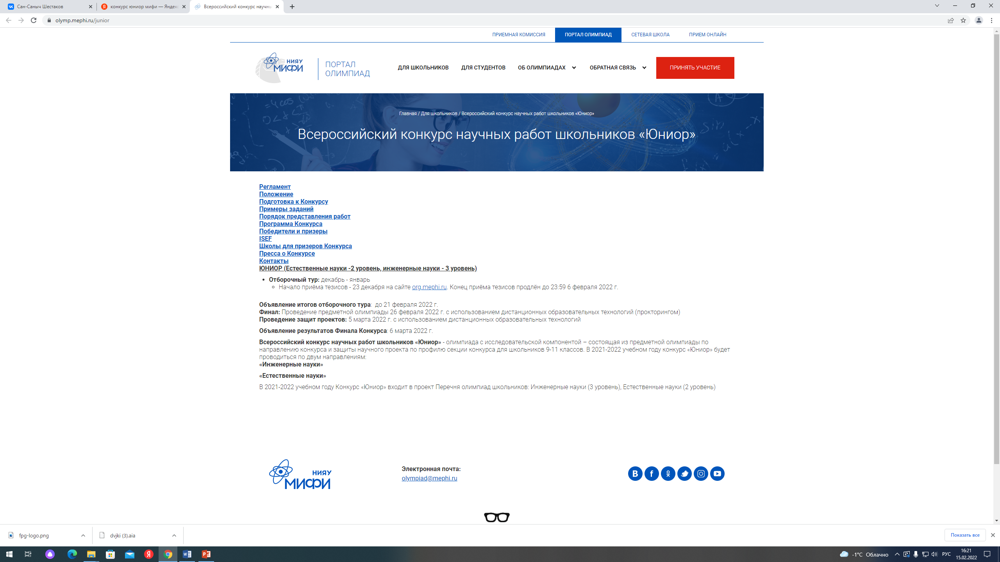 Сан-Саныч Шестаков
конкурс юниор мифи — Яндекс
Всероссийский конкурс научны
olymp.mephi.ru/junior
ПРИЕМНАЯ КОМИССИЯ ПОРТАЛ ОЛИМПИАД СЕТЕВАЯ ШКОЛА ПРИЕМ ОНЛАЙН
НИЯУ
МИФИ
ПОРТАЛ
ОЛИМПИАД
ДЛЯ ШКОЛЬНИКОВ ДЛЯ СТУДЕНТОВ ОБ ОЛИМПИАДАХ ОБРАТНАЯ СВЯЗЬ ПРИНЯТЬ УЧАСТИЕ
Главная / Для школьников / Всероссийский конкурс научных работ школьников «Юниор»
Всероссийский конкурс научных работ школьников «Юниор»
Регламент
Положение
Подготовка к Конкурсу
Примеры заданий
Порядок представления работ
Программа Конкурса
Победители и призеры
ISEF
Школы для призеров Конкурса
Пресса о Конкурсе
Контакты
ЮНИОР (Естественные науки -2 уровень, инженерные науки - 3 уровень)
Отборочный тур: декабрь - январь
Начало приёма тезисов - 23 декабря на сайте org.mephi.ru. Конец приёма тезисов продлён до 23:59 6 февраля 2022 г.
Объявление итогов отборочного тура: до 21 февраля 2022 г.
Финал: Проведение предметной олимпиады 26 февраля 2022 г. с использованием дистанционных образовательных технологий (прокторингом)
Проведение защит проектов: 5 марта 2022 г. с использованием дистанционных образовательных технологий
Объявление результатов Финала Конкурса: 6 марта 2022 г.
Всероссийский конкурс научных работ школьников «Юниор» - олимпиада с исследовательской компонентой – состоящая из предметной олимпиады по
направлению конкурса и защиты научного проекта по профилю секции конкурса для школьников 9-11 классов. В 2021-2022 учебном году конкурс «Юниор» будет
проводиться по двум направлениям:
«Инженерные науки»
«Естественные науки»
В 2021-2022 учебном году Конкурс «Юниор» входит в проект Перечня олимпиад школьников: Инженерные науки (3 уровень), Естественные науки (2 уровень)
НИЯУ
МИФИ
Электронная почта:
olympiad@mephi.ru
fpg-logo.png
dvjki (3).aia
Показать все
-1°C Облачно
РУС
16:21
15.02.2022